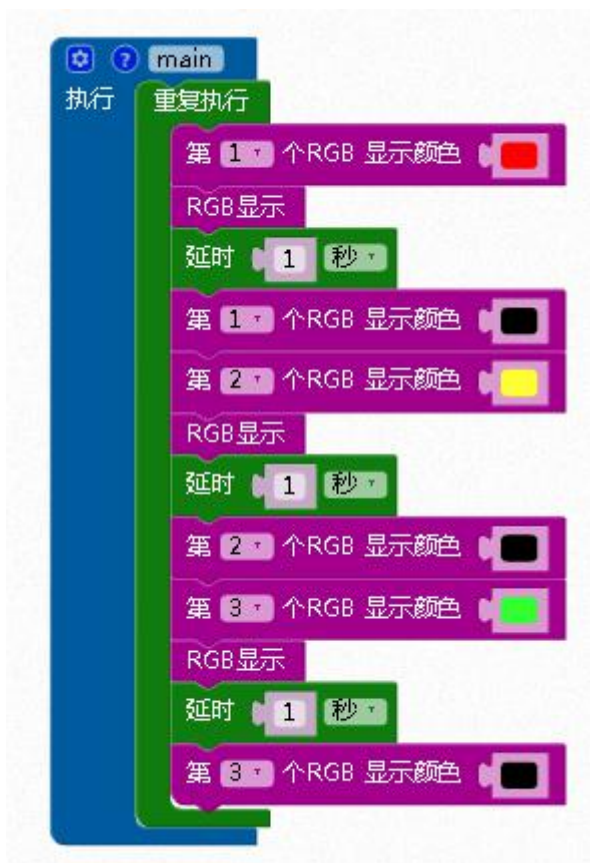 ? main
执行 重复执行
第 1 个RGB 显示颜色
RGB显示
延时 1 秒
第 1 个RGB 显示颜色
第 2 个RGB 显示颜色
RGB显示
延时 1 秒
第 2 个RGB 显示颜色
第 3 个RGB 显示颜色
RGB显示
延时 1 秒
第 3 个RGB 显示颜色